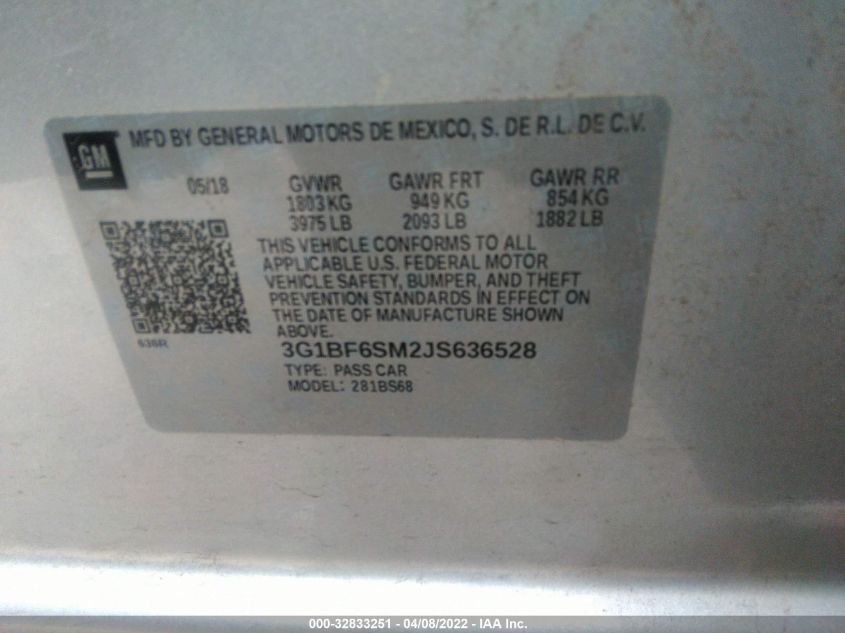 GM
MFD BY GENERAL MOTORS DE MEXICO, S. DE R.L. DE C.V.
05/18 GVWR GAWR FRT GAWR RR
1803 KG 949 KG 854 KG
3975 LB 2093 LB 1882 LB
THIS VEHICLE CONFORMS TO ALL
APPLICABLE U.S. FEDERAL MOTOR
VEHICLE SAFETY, BUMPER, AND THEFT
PREVENTION STANDARDS IN EFFECT ON
THE DATE OF MANUFACTURE SHOWN
ABOVE.
636R
3G1BF6SM2JS636528
TYPE: PASS CAR
MODEL: 281BS68
000-32833251 - 04/08/2022 - IAA Inc.